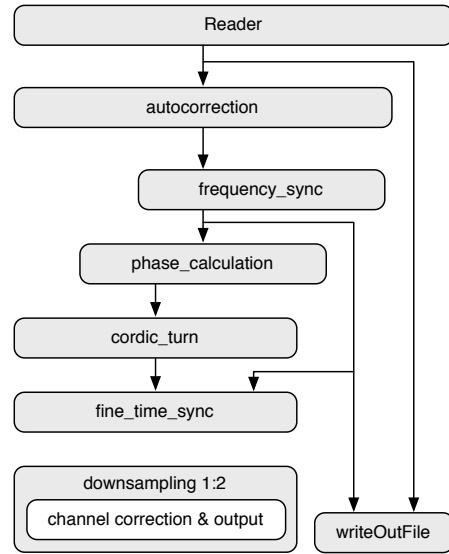 Reader
autocorrection
frequency_sync
phase_calculation
cordic_turn
fine_time_sync
downsampling 1:2
channel correction & output
writeOutFile